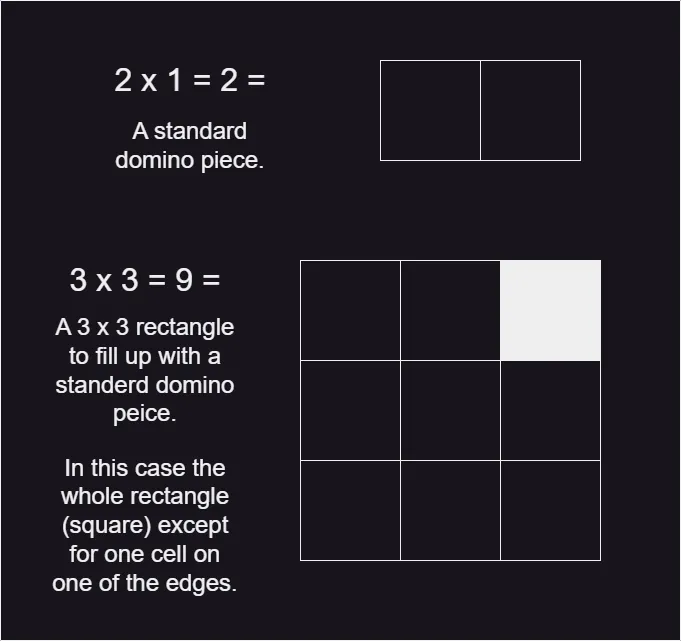 2 x 1 = 2 =
A standard
domino piece.
3 x 3 = 9 =
A 3 x 3 rectangle
to fill up with a
standerd domino
peice.
In this case the
whole rectangle
(square) except
for one cell on
one of the edges.